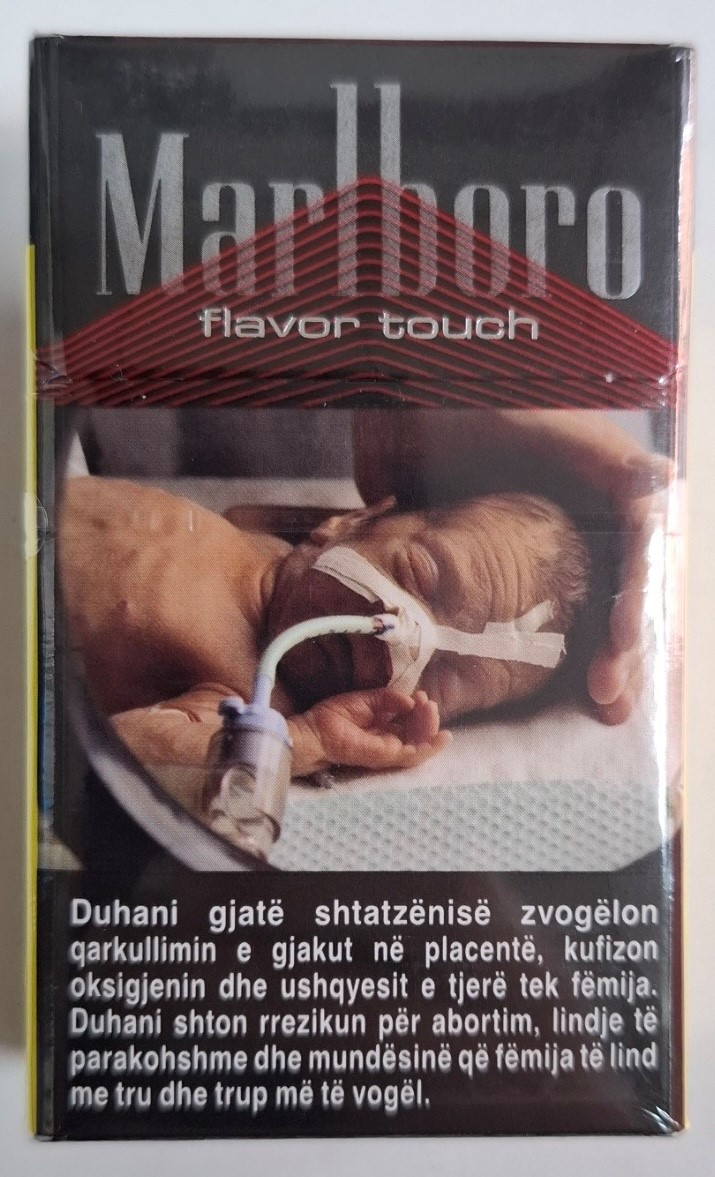 Marlboro
flavor touch
Duhani gjatë shtatzënisë zvogëlon
qarkullimin e gjakut në placentë, kufizon
oksigjenin dhe ushqyesit e tjerë tek fëmija.
Duhani shton rrezikun për abortim, lindje të
parakohshme dhe mundësinë që fëmija të lind
me tru dhe trup më të vogël.